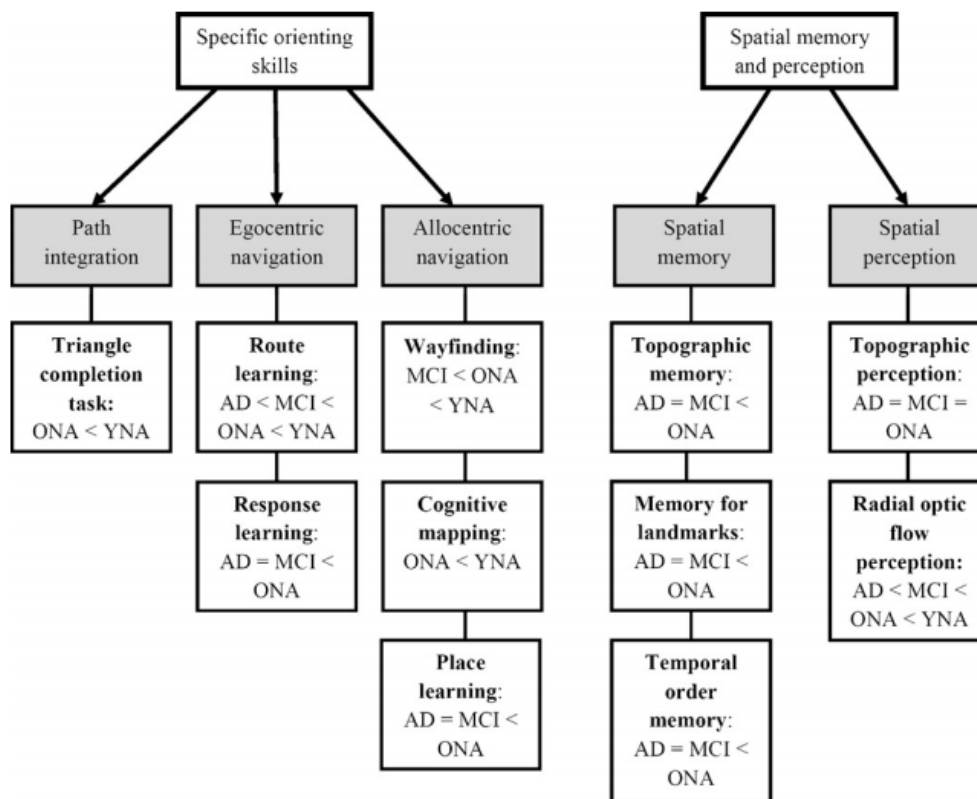 Specific orienting
skills
Spatial memory
and perception
Path
integration
Egocentric
navigation
Allocentric
navigation
Spatial
memory
Spatial
perception
Triangle
completion
task:
ONA < YNA
Route
learning:
AD < MCI <
ONA < YNA
Wayfinding:
MCI < ONA
< YNA
Topographic
memory:
AD = MCI <
ONA
Topographic
perception:
AD = MCI =
ONA
Response
learning:
AD = MCI <
ONA
Cognitive
mapping:
ONA < YNA
Memory for
landmarks:
AD = MCI <
ONA
Radial optic
flow
perception:
AD < MCI <
ONA < YNA
Place
learning:
AD = MCI <
ONA
Temporal
order
memory:
AD = MCI <
ONA